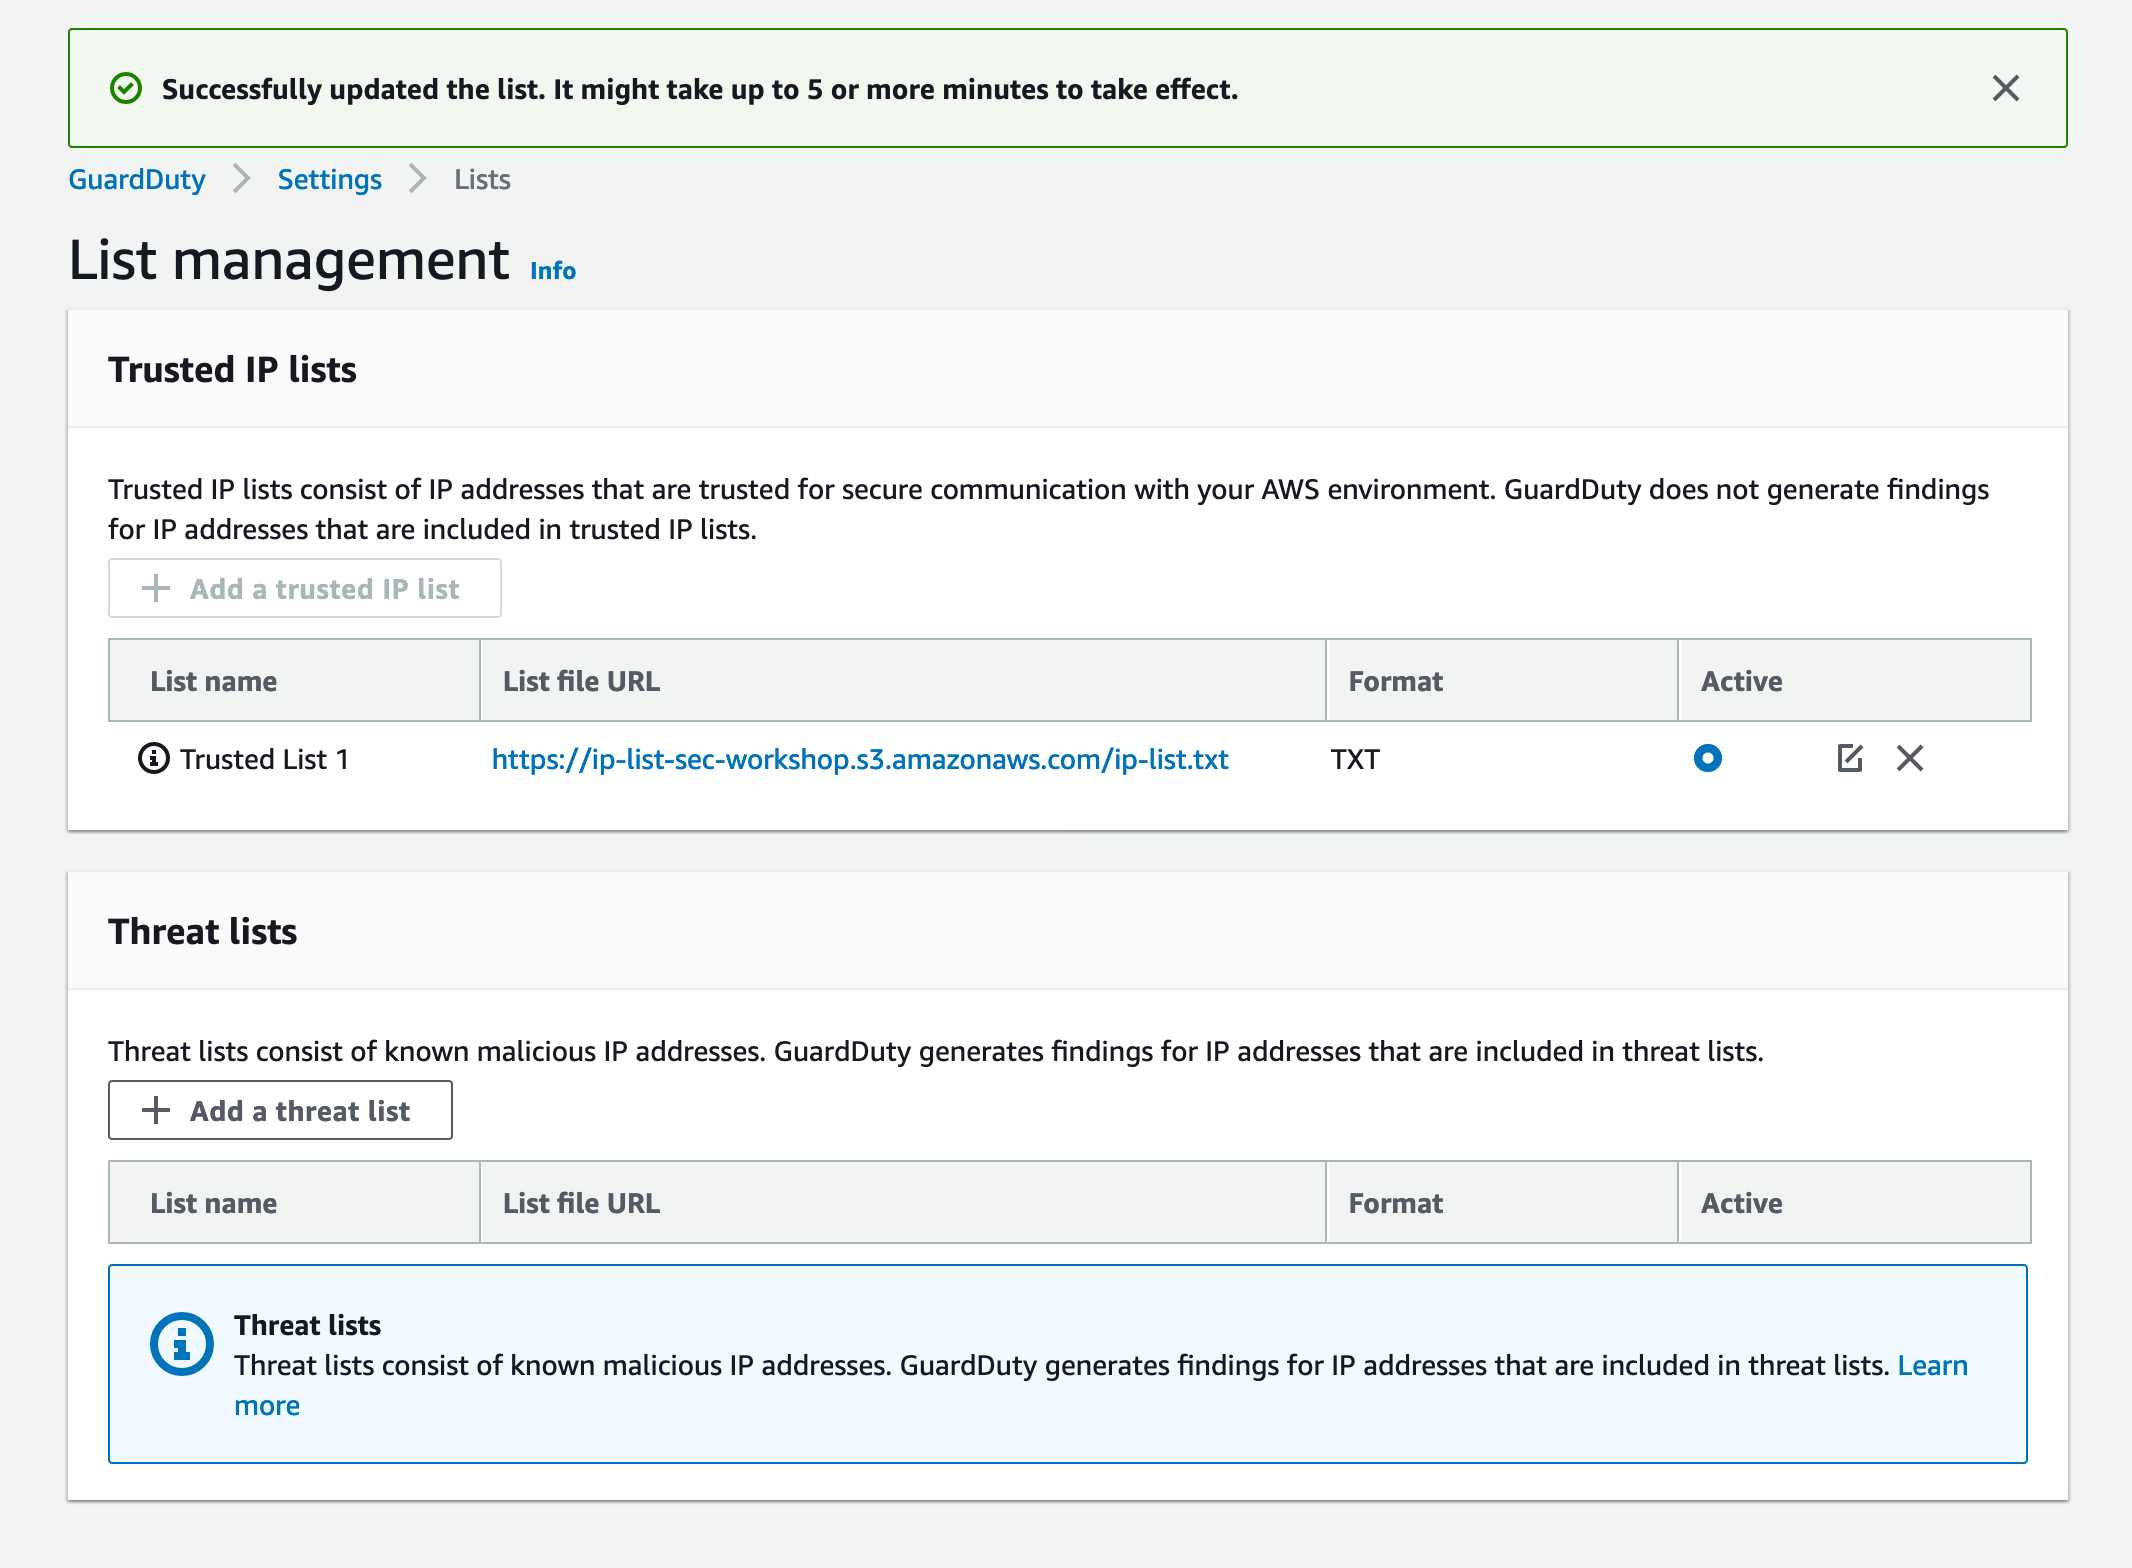 Successfully updated the list. It might take up to 5 or more minutes to take effect.
GuardDuty > Settings > Lists
List management Info
Trusted IP lists
Trusted IP lists consist of IP addresses that are trusted for secure communication with your AWS environment. GuardDuty does not generate findings
for IP addresses that are included in trusted IP lists.
+ Add a trusted IP list
List name List file URL Format Active
Trusted List 1 https://ip-list-sec-workshop.s3.amazonaws.com/ip-list.txt TXT
Threat lists
Threat lists consist of known malicious IP addresses. GuardDuty generates findings for IP addresses that are included in threat lists.
+ Add a threat list
List name List file URL Format Active
Threat lists
Threat lists consist of known malicious IP addresses. GuardDuty generates findings for IP addresses that are included in threat lists. Learn
more